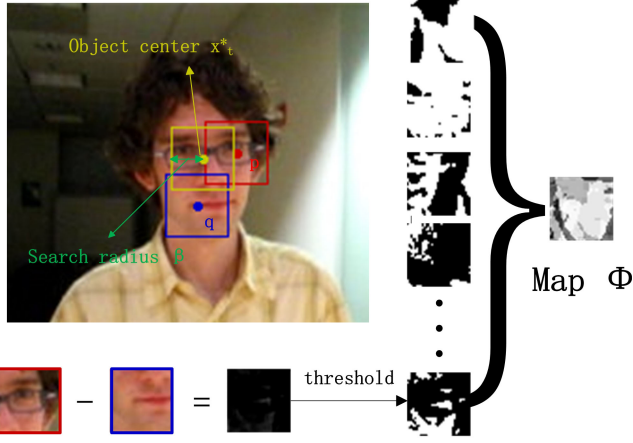 Object center x*t
p
q
Search radius β
Map Φ
− =
threshold